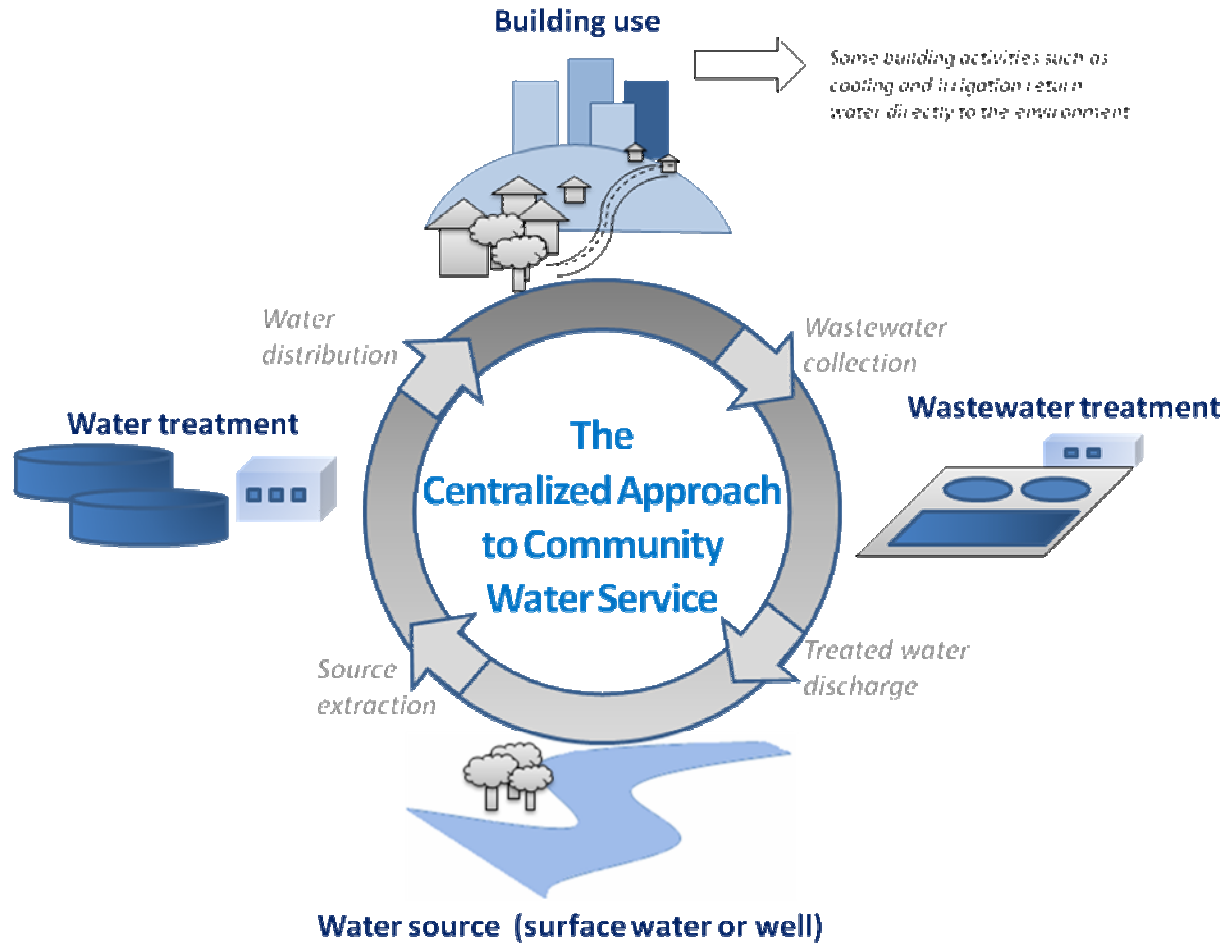 Building use
Some building activities such as
cooling and irrigation return
water directly to the environment
Water
distribution
Wastewater
collection
Water treatment
Wastewater treatment
The
Centralized Approach
to Community
Water Service
Source
extraction
Treated water
discharge
Water source (surface water or well)